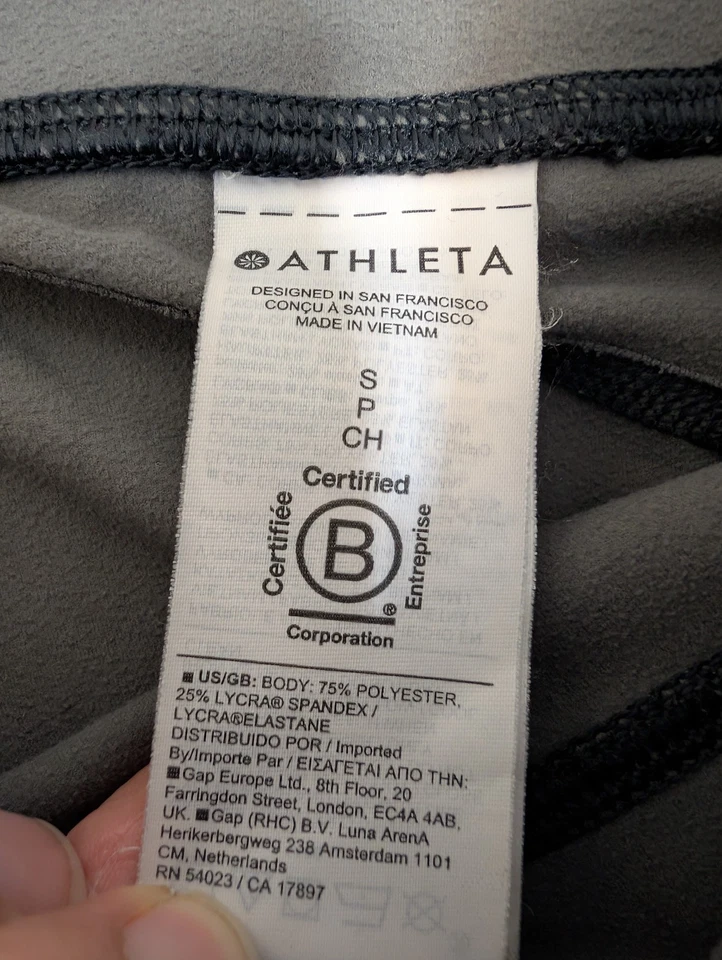 ATHLETA
DESIGNED IN SAN FRANCISCO
CONÇU À SAN FRANCISCO
MADE IN VIETNAM
S
P
CH
Certified
Certifiée
B
Entreprise
®
Corporation
US/GB: BODY: 75% POLYESTER,
25% LYCRA® SPANDEX /
LYCRA®ELASTANE
DISTRIBUIDO POR / Imported
By/Importe Par / ΕΙΣΑΓΕΤΑΙ ΑΠΟ ΤΗΝ:
Gap Europe Ltd., 8th Floor, 20
Farringdon Street, London, EC4A 4AB,
UK. Gap (RHC) B.V. Luna ArenA
Herikerbergweg 238 Amsterdam 1101
CM, Netherlands
RN 54023 / CA 17897